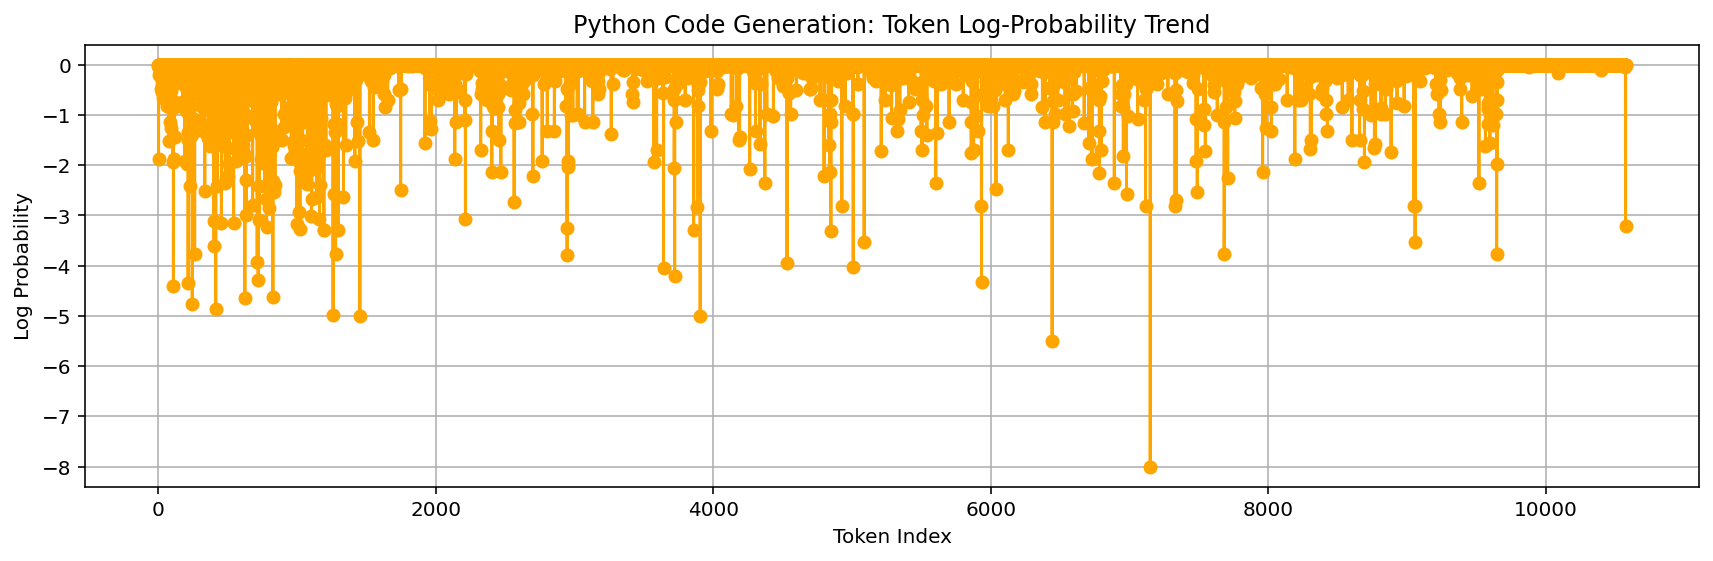 Python Code Generation: Token Log-Probability Trend
0
−1
−2
−3
−4
−5
−6
−7
−8
Log Probability
0 2000 4000 6000 8000 10000
Token Index